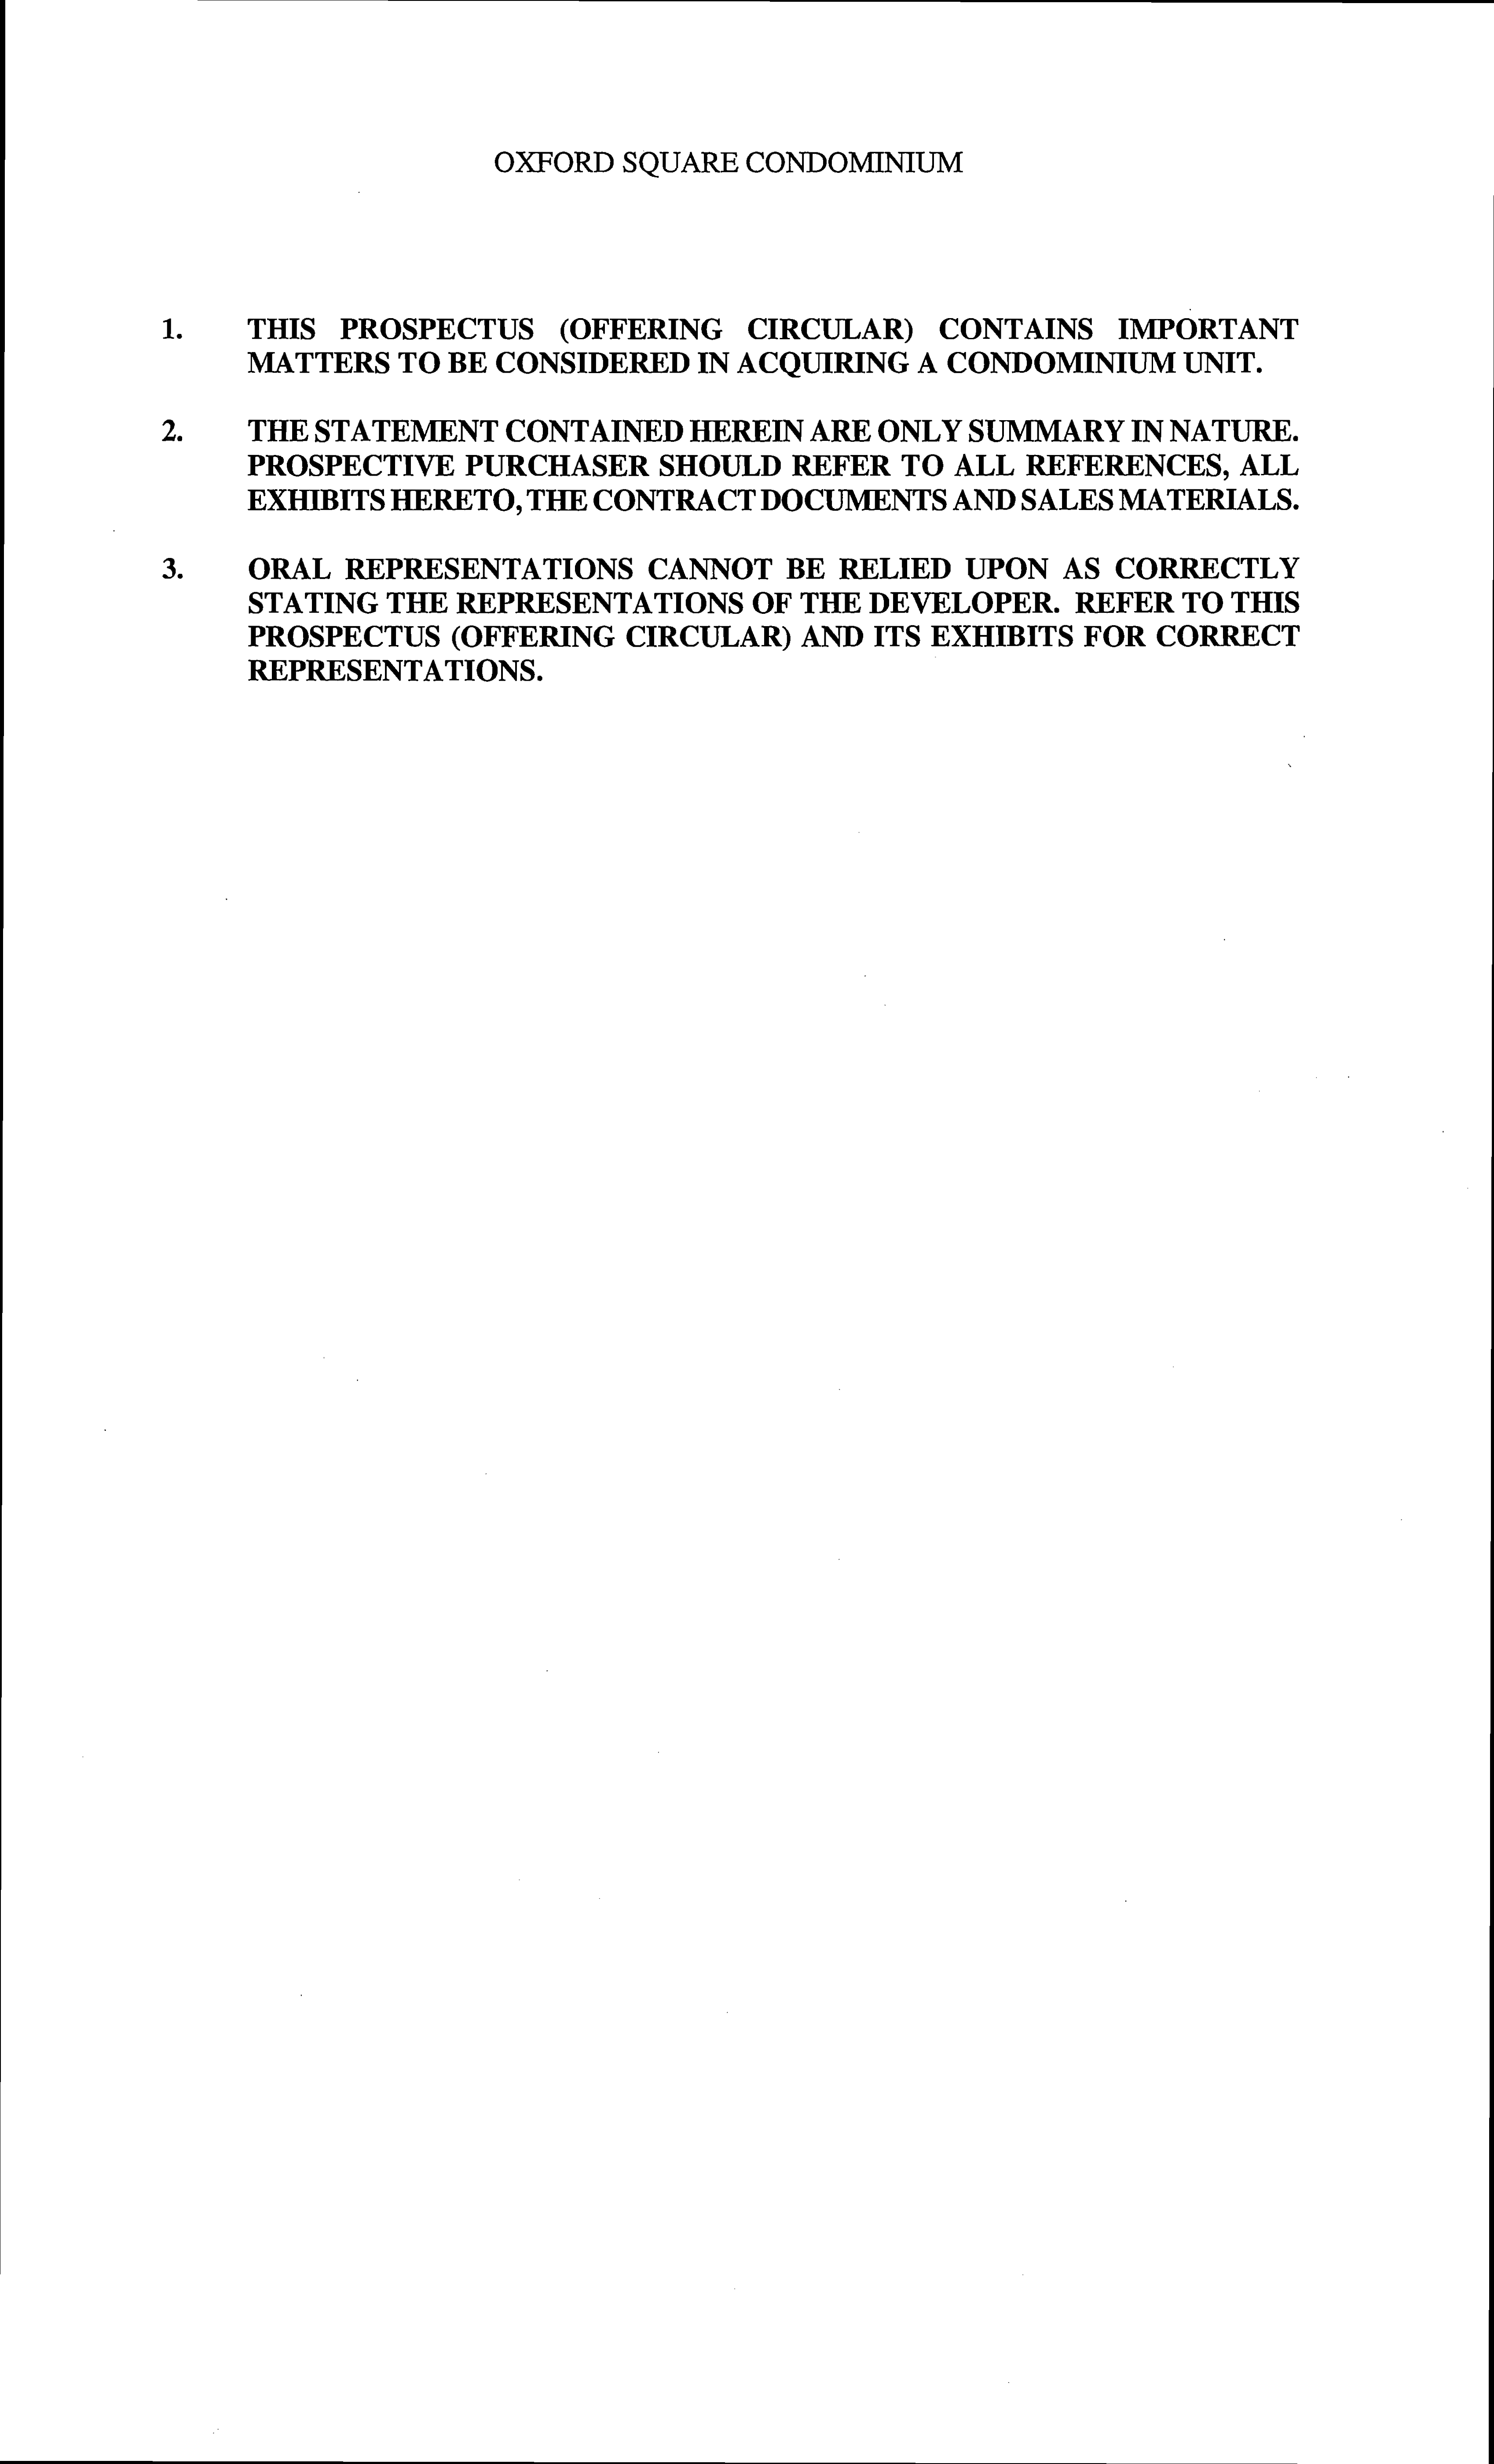 OXFORD SQUARE CONDOMINIUM
1. THIS PROSPECTUS (OFFERING CIRCULAR) CONTAINS IMPORTANT
MATTERS TO BE CONSIDERED IN ACQUIRING A CONDOMINIUM UNIT.
2. THE STATEMENT CONTAINED HEREIN ARE ONLY SUMMARY IN NATURE.
PROSPECTIVE PURCHASER SHOULD REFER TO ALL REFERENCES, ALL
EXHIBITS HERETO, THE CONTRACT DOCUMENTS AND SALES MATERIALS.
3. ORAL REPRESENTATIONS CANNOT BE RELIED UPON AS CORRECTLY
STATING THE REPRESENTATIONS OF THE DEVELOPER. REFER TO THIS
PROSPECTUS (OFFERING CIRCULAR) AND ITS EXHIBITS FOR CORRECT
REPRESENTATIONS.